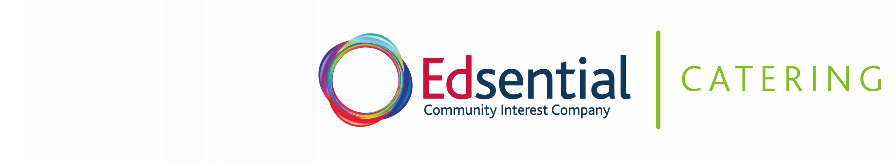 Edsential
Community Interest Company
CATERING